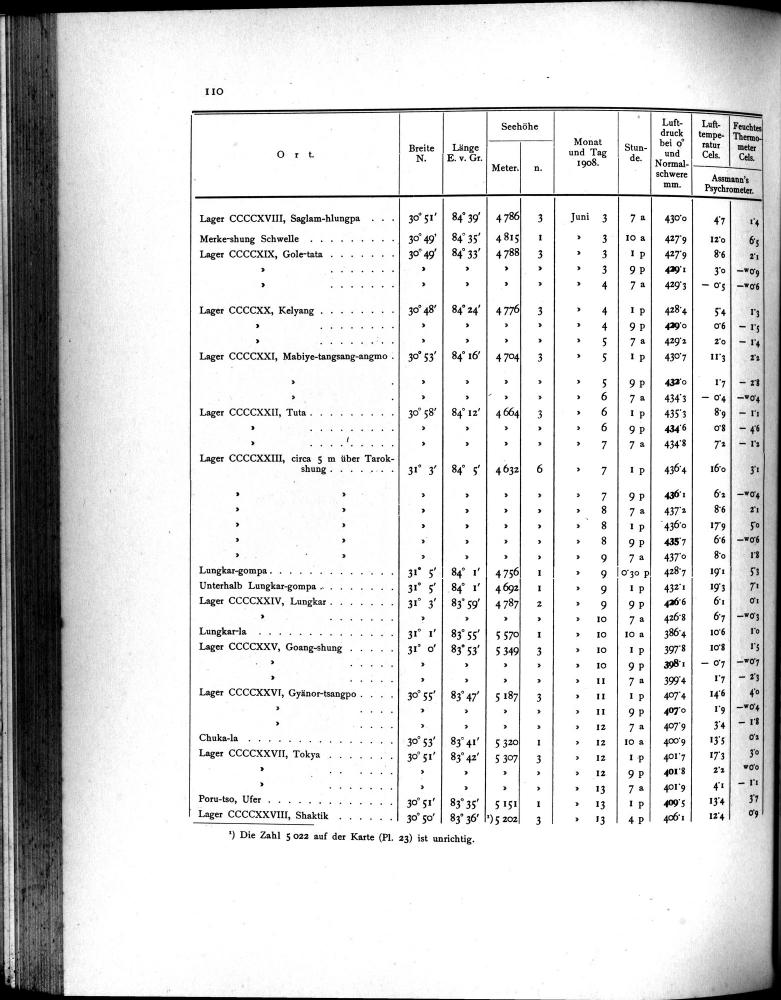 110
O r t.
Breite N.
Länge E. v. Gr.
Seehöhe
Meter.
n.
Monat und Tag 1908.
Stunde.
Luftdruck bei 0° und Normalschwere mm.
Lufttemperatur Cels.
Feuchtes Thermometer Cels.
Assmann's Psychrometer.
Lager CCCCXVIII, Saglam-hlungpa . . . 30° 51′ 84° 39′ 4 786 3 Juni 3 7 a 430·0 4·7 1·4
Merke-shung Schwelle . . . . . . . . . 30° 49′ 84° 35′ 4 815 1 » 3 10 a 427·9 12·0 6·5
Lager CCCCXIX, Gole-tata . . . . . . . 30° 49′ 84° 33′ 4 788 3 » 3 1 p 427·9 8·6 2·1
» . . . . . . . » » » » » 3 9 p 429·1 3·0 —w0·9
» . . . . . . . » » » » » 4 7 a 429·3 — 0·5 —w0·6
Lager CCCCXX, Kelyang . . . . . . . . 30° 48′ 84° 24′ 4 776 3 » 4 1 p 428·4 5·4 1·3
» . . . . . . . . » » » » » 4 9 p 429·0 0·6 — 1·5
» . . . . . . . . » » » » » 5 7 a 429·2 2·0 — 1·4
Lager CCCCXXI, Mabiye-tangsang-angmo . 30° 53′ 84° 16′ 4 704 3 » 5 1 p 430·7 11·3 2·2
» . » » » » » 5 9 p 432·0 1·7 — 2·8
» . » » » » » 6 7 a 434·3 — 0·4 —w0·4
Lager CCCCXXII, Tuta . . . . . . . . . 30° 58′ 84° 12′ 4 664 3 » 6 1 p 435·3 8·9 — 1·1
» . . . . . . . . . » » » » » 6 9 p 434·6 0·8 — 4·6
» . . . . . . . . . » » » » » 7 7 a 434·8 7·2 — 1·2
Lager CCCCXXIII, circa 5 m über Tarok-
shung . . . . . . . 31° 3′ 84° 5′ 4 632 6 » 7 1 p 436·4 16·0 3·1
» » » » » » » 7 9 p 436·1 6·2 —w0·4
» » » » » » » 8 7 a 437·2 8·6 2·1
» » » » » » » 8 1 p 436·0 17·9 5·0
» » » » » » » 8 9 p 435·7 6·6 —w0·6
» » » » » » » 9 7 a 437·0 8·0 1·8
Lungkar-gompa . . . . . . . . . . . . 31° 5′ 84° 1′ 4 756 1 » 9 0·30 p 428·7 19·1 5·3
Unterhalb Lungkar-gompa . . . . . . . 31° 5′ 84° 1′ 4 692 1 » 9 1 p 432·1 19·3 7·1
Lager CCCCXXIV, Lungkar . . . . . . . 31° 3′ 83° 59′ 4 787 2 » 9 9 p 426·6 6·1 0·1
» . . . . . . . » » » » » 10 7 a 426·8 6·7 —w0·3
Lungkar-la . . . . . . . . . . . . . 31° 1′ 83° 55′ 5 570 1 » 10 10 a 386·4 10·6 1·0
Lager CCCCXXV, Goang-shung . . . . . 31° 0′ 83° 53′ 5 349 3 » 10 1 p 397·8 10·8 1·5
» . . . . . » » » » » 10 9 p 398·1 — 0·7 —w0·7
» . . . . . » » » » » 11 7 a 399·4 1·7 — 2·3
Lager CCCCXXVI, Gyänor-tsangpo . . . . 30° 55′ 83° 47′ 5 187 3 » 11 1 p 407·4 14·6 4·0
» . . . . » » » » » 11 9 p 407·0 1·9 —w0·4
» . . . . » » » » » 12 7 a 407·9 3·4 — 1·8
Chuka-la . . . . . . . . . . . . . . 30° 53′ 83° 41′ 5 320 1 » 12 10 a 400·9 13·5 0·2
Lager CCCCXXVII, Tokya . . . . . . . 30° 51′ 83° 42′ 5 307 3 » 12 1 p 401·7 17·3 3·0
» . . . . . . . » » » » » 12 9 p 401·8 2·2 w0·0
» . . . . . . . » » » » » 13 7 a 401·9 4·1 — 1·1
Poru-tso, Ufer . . . . . . . . . . . . 30° 51′ 83° 35′ 5 151 1 » 13 1 p 409·5 13·4 3·7
Lager CCCCXXVIII, Shaktik . . . . . . 30° 50′ 83° 36′ ¹) 5 202 3 » 13 4 p 406·1 12·4 0·9
¹) Die Zahl 5 022 auf der Karte (Pl. 23) ist unrichtig.